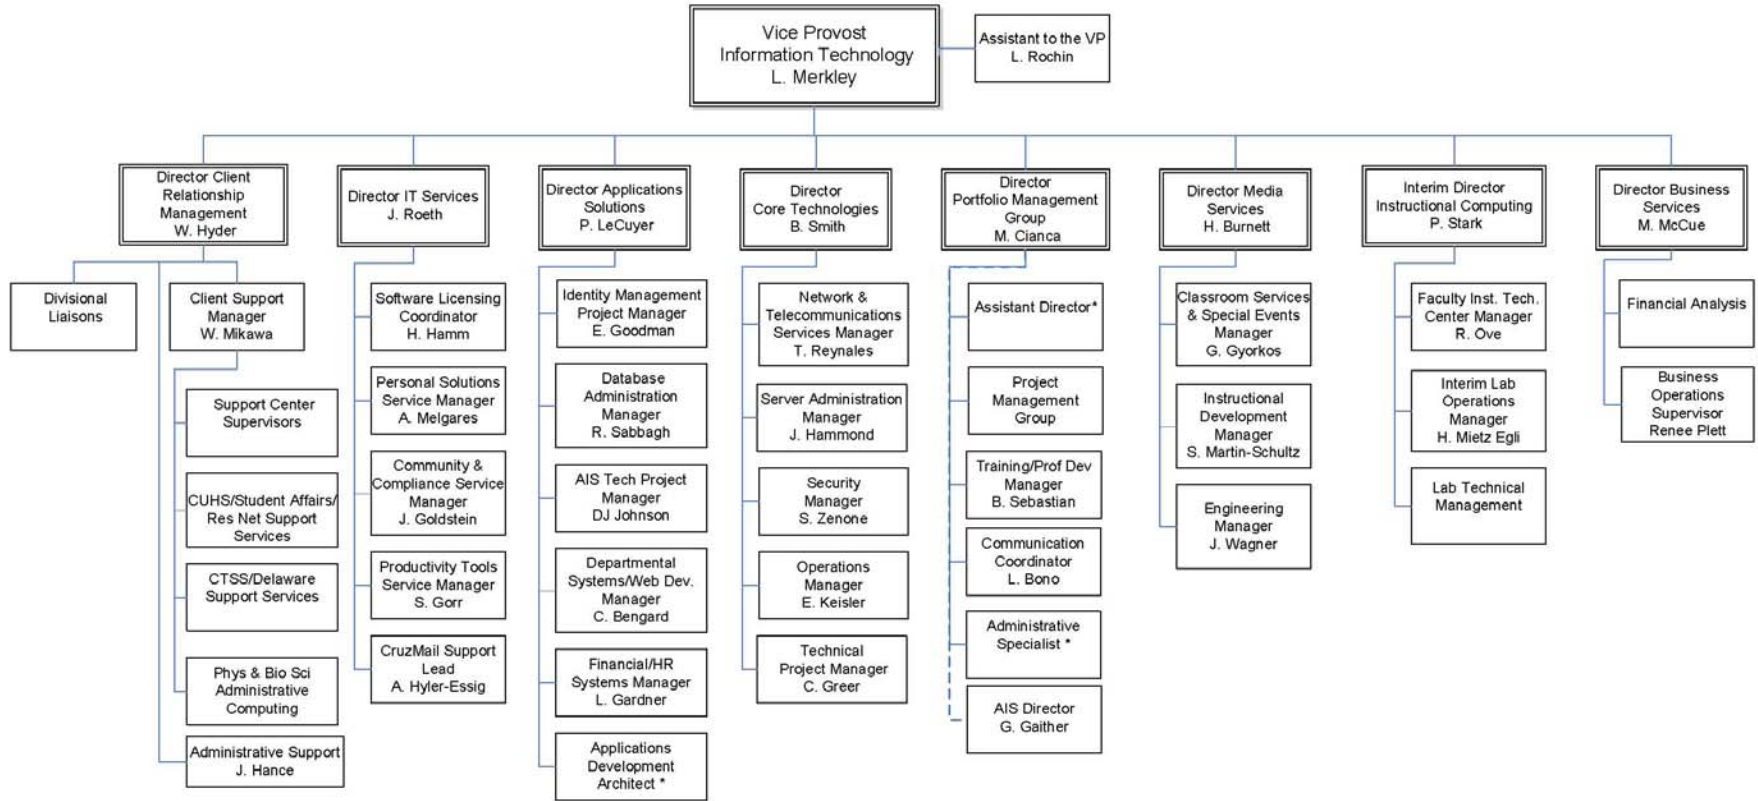 Vice Provost
Information Technology
L. Merkley
Assistant to the VP
L. Rochin
Director Client
Relationship
Management
W. Hyder
Director IT Services
J. Roeth
Director Applications
Solutions
P. LeCuyer
Director
Core Technologies
B. Smith
Director
Portfolio Management
Group
M. Cianca
Director Media
Services
H. Burnett
Interim Director
Instructional Computing
P. Stark
Director Business
Services
M. McCue
Divisional
Liaisons
Client Support
Manager
W. Mikawa
Support Center
Supervisors
CUHS/Student Affairs/
Res Net Support
Services
CTSS/Delaware
Support Services
Phys & Bio Sci
Administrative
Computing
Administrative Support
J. Hance
Software Licensing
Coordinator
H. Hamm
Personal Solutions
Service Manager
A. Melgares
Community &
Compliance Service
Manager
J. Goldstein
Productivity Tools
Service Manager
S. Gorr
CruzMail Support
Lead
A. Hyler-Essig
Identity Management
Project Manager
E. Goodman
Database
Administration
Manager
R. Sabbagh
AIS Tech Project
Manager
DJ Johnson
Departmental
Systems/Web Dev.
Manager
C. Bengard
Financial/HR
Systems Manager
L. Gardner
Applications
Development
Architect *
Network &
Telecommunications
Services Manager
T. Reynales
Server Administration
Manager
J. Hammond
Security
Manager
S. Zenone
Operations
Manager
E. Keisler
Technical
Project Manager
C. Greer
Assistant Director*
Project
Management
Group
Training/Prof Dev
Manager
B. Sebastian
Communication
Coordinator
L. Bono
Administrative
Specialist *
AIS Director
G. Gaither
Classroom Services
& Special Events
Manager
G. Gyorkos
Instructional
Development
Manager
S. Martin-Schultz
Engineering
Manager
J. Wagner
Faculty Inst. Tech.
Center Manager
R. Ove
Interim Lab
Operations
Manager
H. Mietz Egli
Lab Technical
Management
Financial Analysis
Business
Operations
Supervisor
Renee Plett